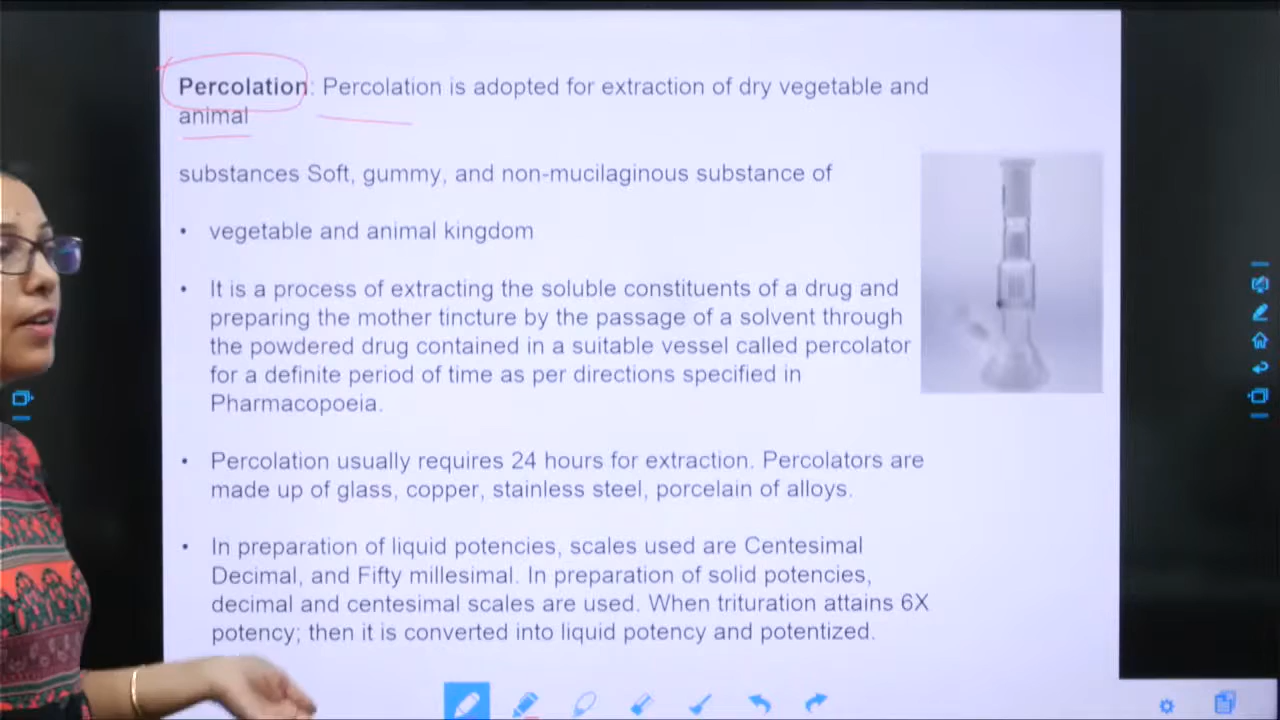 Percolation: Percolation is adopted for extraction of dry vegetable and
animal
substances Soft, gummy, and non-mucilaginous substance of
• vegetable and animal kingdom
• It is a process of extracting the soluble constituents of a drug and
preparing the mother tincture by the passage of a solvent through
the powdered drug contained in a suitable vessel called percolator
for a definite period of time as per directions specified in
Pharmacopoeia.
• Percolation usually requires 24 hours for extraction. Percolators are
made up of glass, copper, stainless steel, porcelain of alloys.
• In preparation of liquid potencies, scales used are Centesimal
Decimal, and Fifty millesimal. In preparation of solid potencies,
decimal and centesimal scales are used. When trituration attains 6X
potency; then it is converted into liquid potency and potentized.